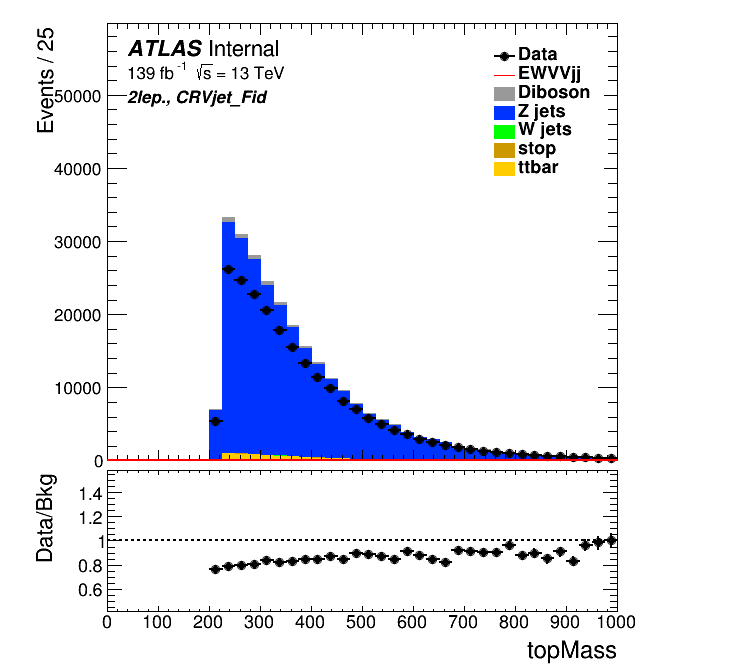 ATLAS Internal
139 fb-1 √s = 13 TeV
2lep., CRVjet_Fid
Data
EWVVjj
Diboson
Z jets
W jets
stop
ttbar
Events / 25
50000
40000
30000
20000
10000
0
Data/Bkg
1.4
1.2
1
0.8
0.6
0 100 200 300 400 500 600 700 800 900 1000
topMass